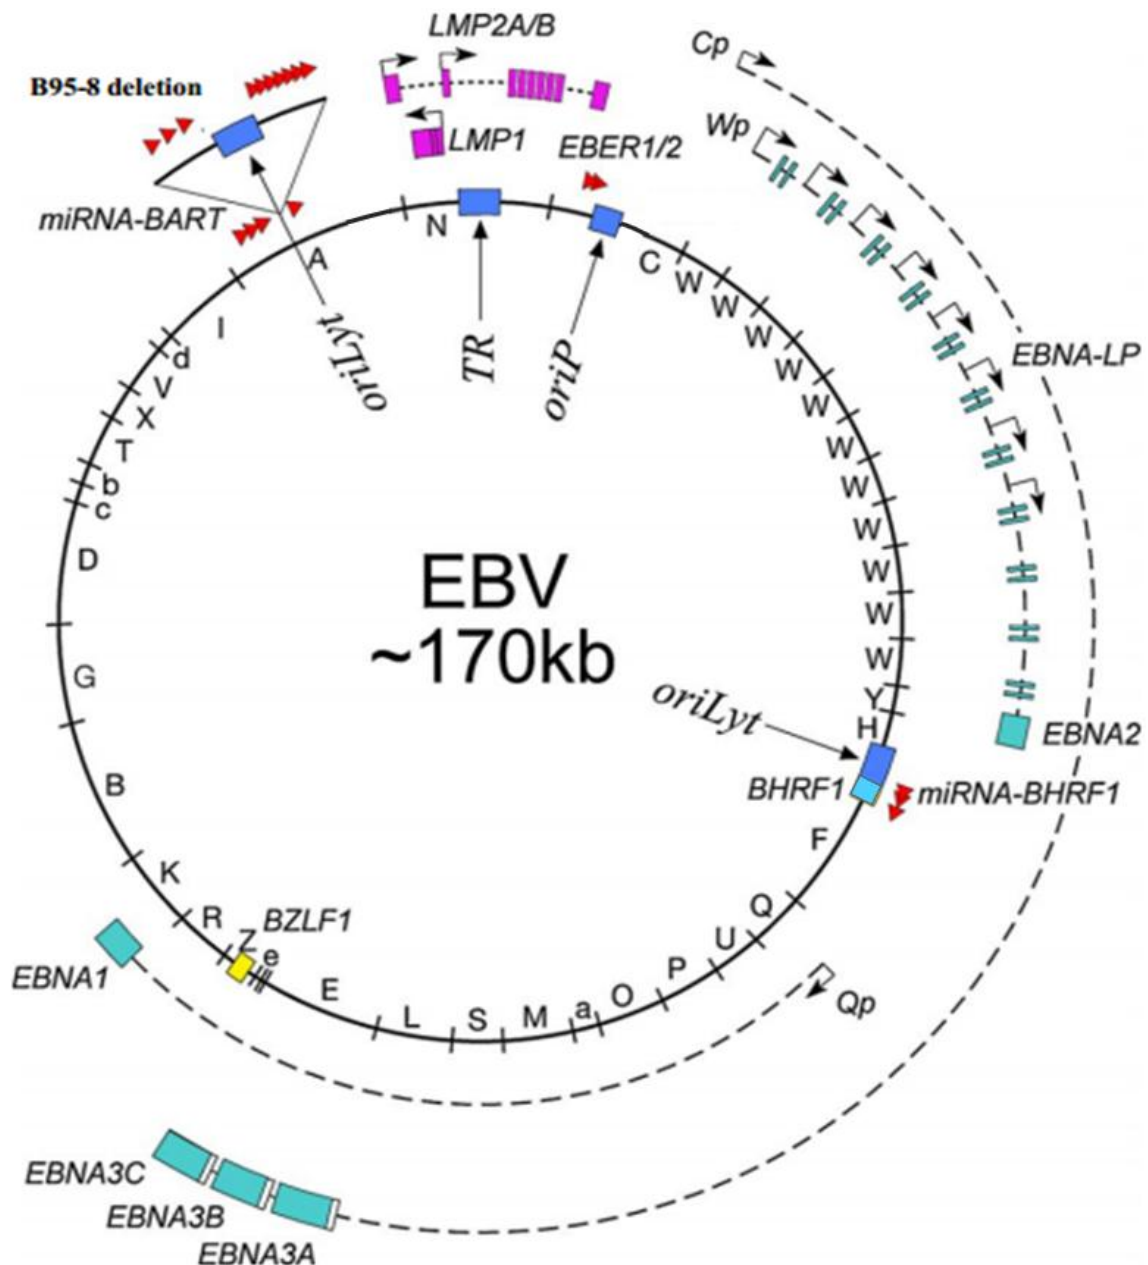 LMP2A/B
Cp
B95-8 deletion
Wp
LMP1
EBER1/2
miRNA-BART
N
A
C
W
W
W
W
W
W
W
W
W
W
W
Y
H
F
Q
U
P
O
a
M
S
L
E
e
Z
R
K
B
G
D
c
b
T
X
V
d
I
oriLyt
TR
oriP
EBNA-LP
EBV
~170kb
oriLyt
EBNA2
BHRF1
miRNA-BHRF1
BZLF1
EBNA1
Qp
EBNA3C
EBNA3B
EBNA3A